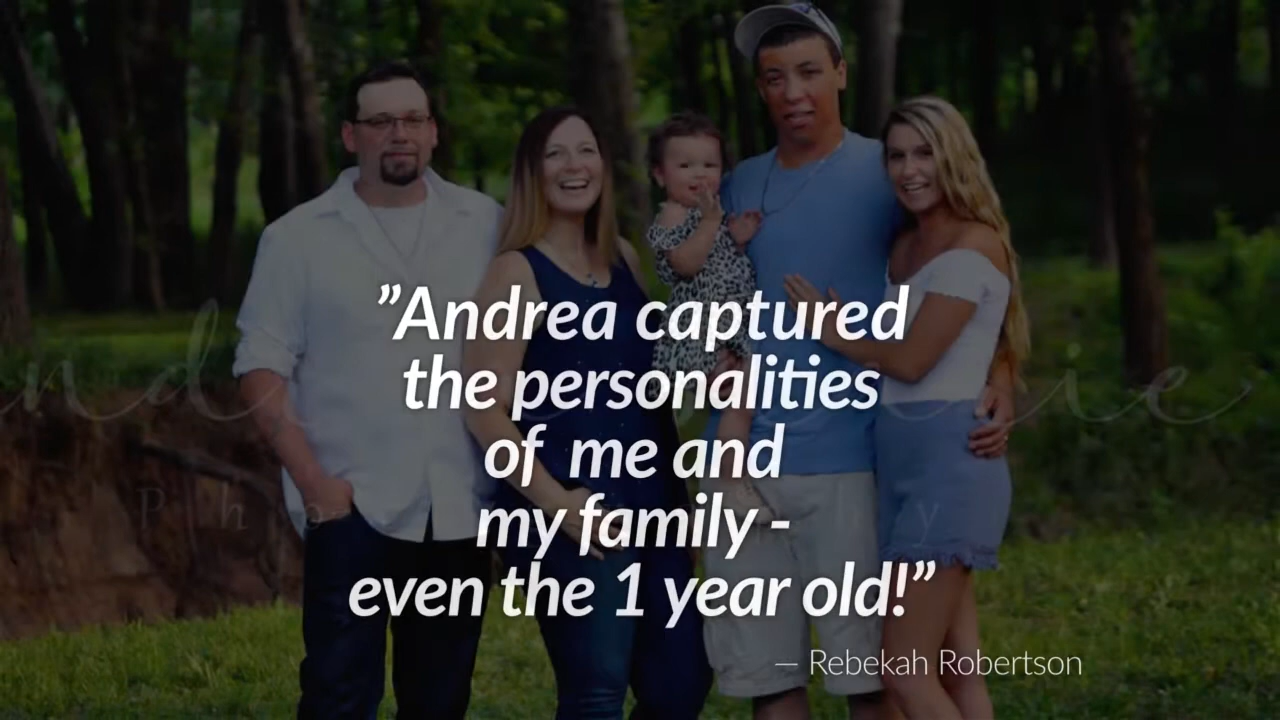 ”Andrea captured
the personalities
of me and
my family -
even the 1 year old!”
— Rebekah Robertson